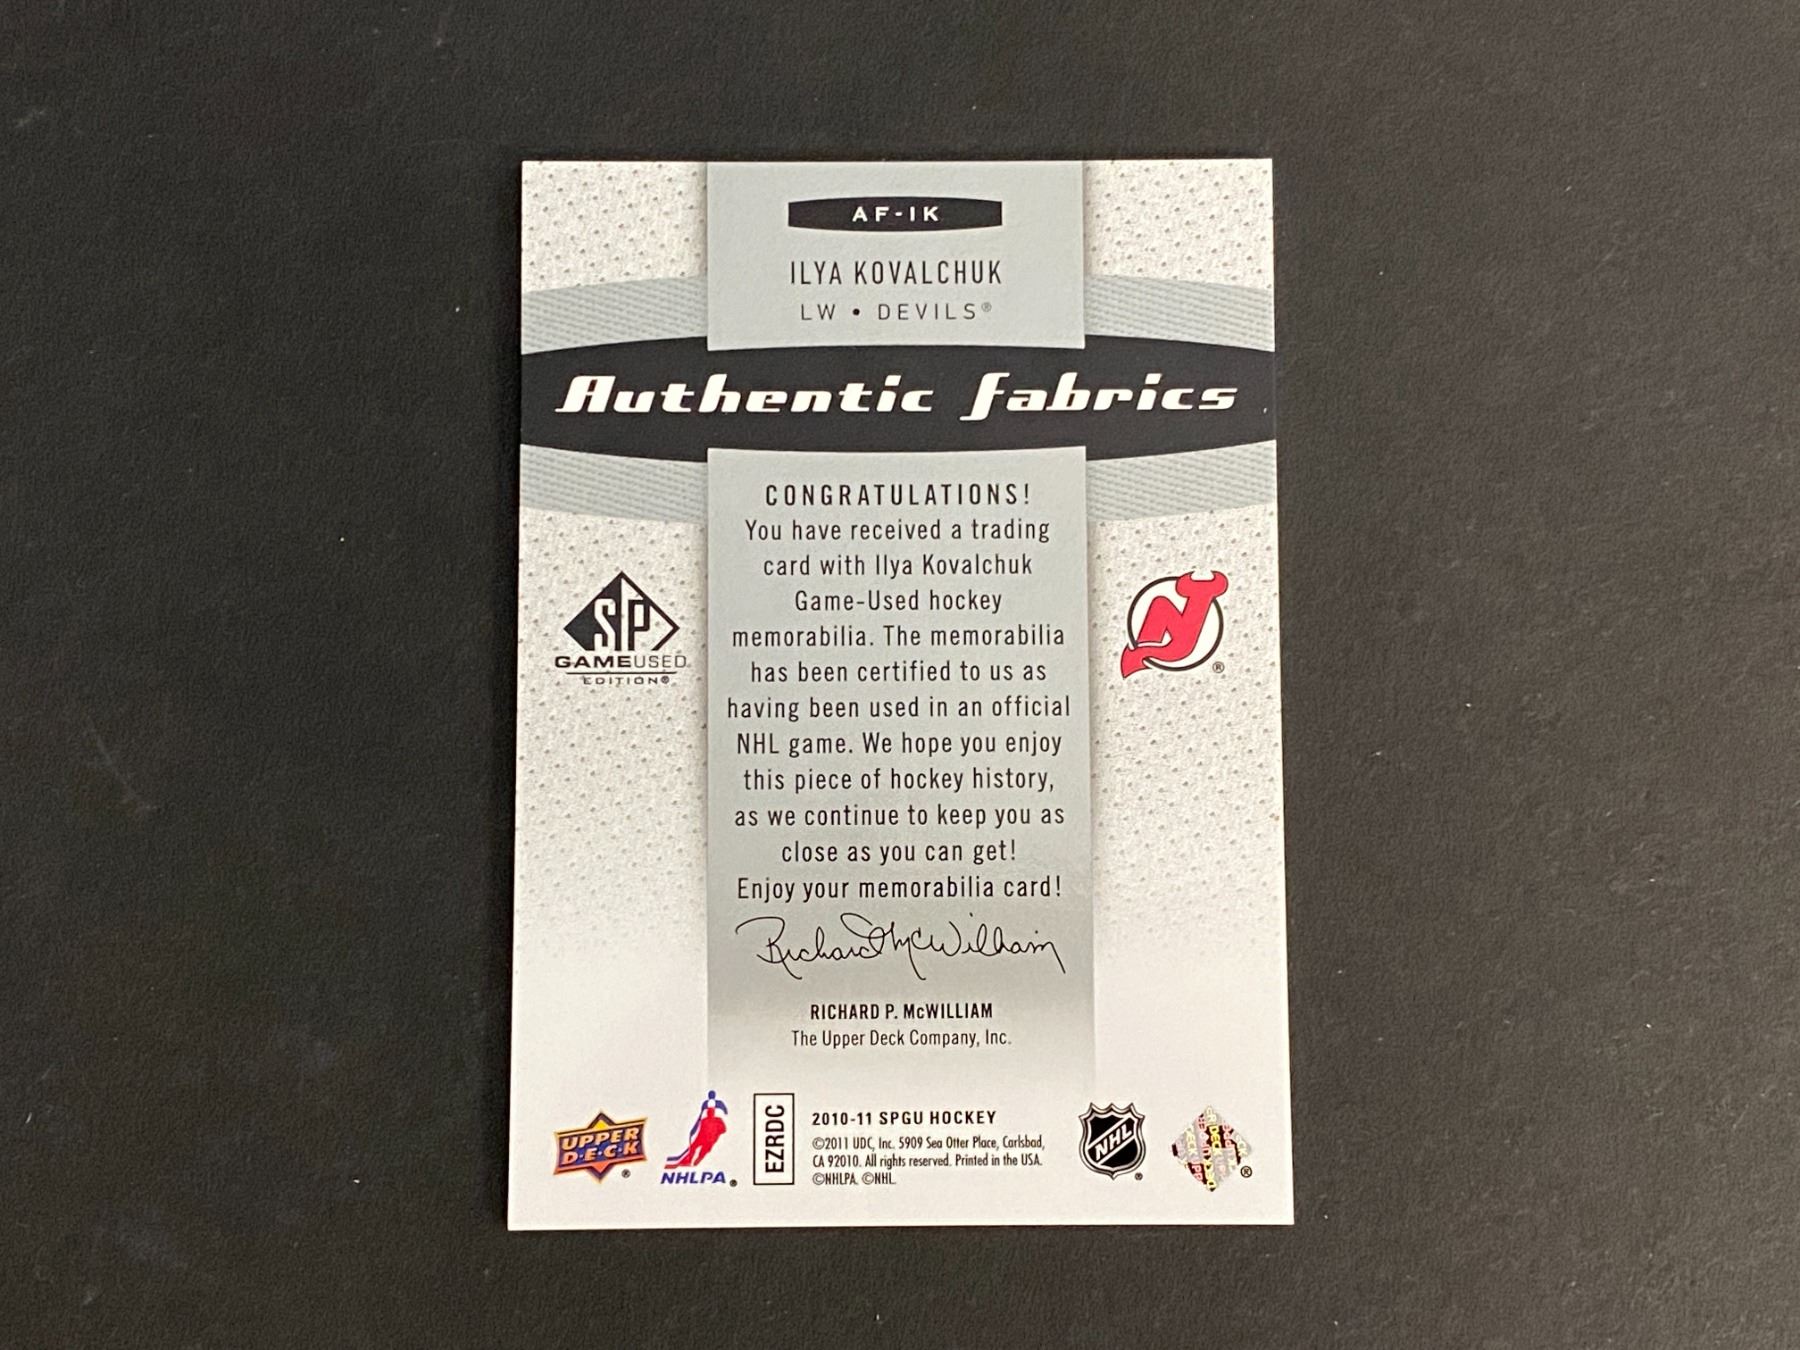 AF-IK
ILYA KOVALCHUK
LW • DEVILS®
Authentic Fabrics
CONGRATULATIONS!
You have received a trading
card with Ilya Kovalchuk
Game-Used hockey
memorabilia. The memorabilia
has been certified to us as
having been used in an official
NHL game. We hope you enjoy
this piece of hockey history,
as we continue to keep you as
close as you can get!
Enjoy your memorabilia card!
SP
GAMEUSED
EDITION®
NJ
®
Richard McWilliam
RICHARD P. McWILLIAM
The Upper Deck Company, Inc.
UPPER
D·E·C·K
®
NHLPA®
EZRDC
2010-11 SPGU HOCKEY
©2011 UDC, Inc. 5909 Sea Otter Place, Carlsbad,
CA 92010. All rights reserved. Printed in the USA.
©NHLPA. ©NHL.
NHL
®
®